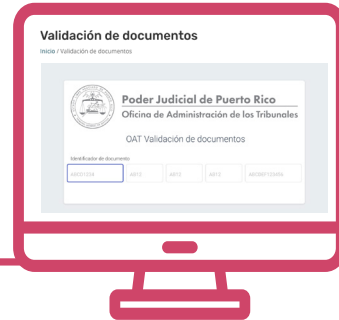 Validación de documentos
Inicio / Validación de documentos
Poder Judicial de Puerto Rico
Oficina de Administración de los Tribunales
OAT Validación de documentos
Identificador de documento